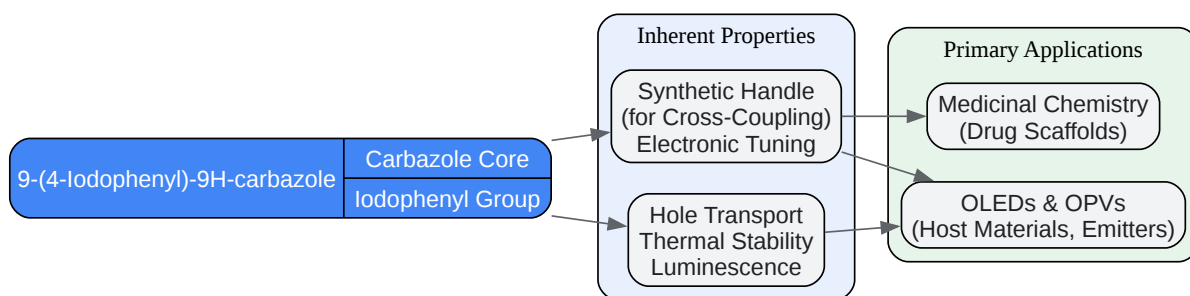 9-(4-Iodophenyl)-9H-carbazole
Carbazole Core
Iodophenyl Group
Inherent Properties
Synthetic Handle
(for Cross-Coupling)
Electronic Tuning
Hole Transport
Thermal Stability
Luminescence
Primary Applications
Medicinal Chemistry
(Drug Scaffolds)
OLEDs & OPVs
(Host Materials, Emitters)